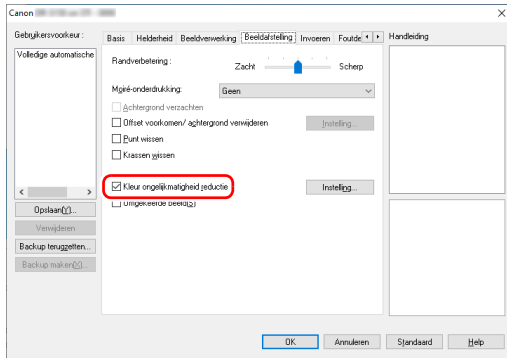 Canon
Gebruikersvoorkeur :
Volledige automatische
Opslaan(Y)...
Verwijderen
Backup terugzetten...
Backup maken(X)...
Basis Helderheid Beeldverwerking Beeldafstelling Invoeren Foutde
Randverbetering :
Zacht Scherp
Moiré-onderdrukking: Geen
Achtergrond verzachten
Offset voorkomen/ achtergrond verwijderen Instelling...
Punt wissen
Krassen wissen
Kleur ongelijkmatigheid reductie Instelling...
Omgekeerde beeld(S)
Handleiding
OK Annuleren Standaard Help